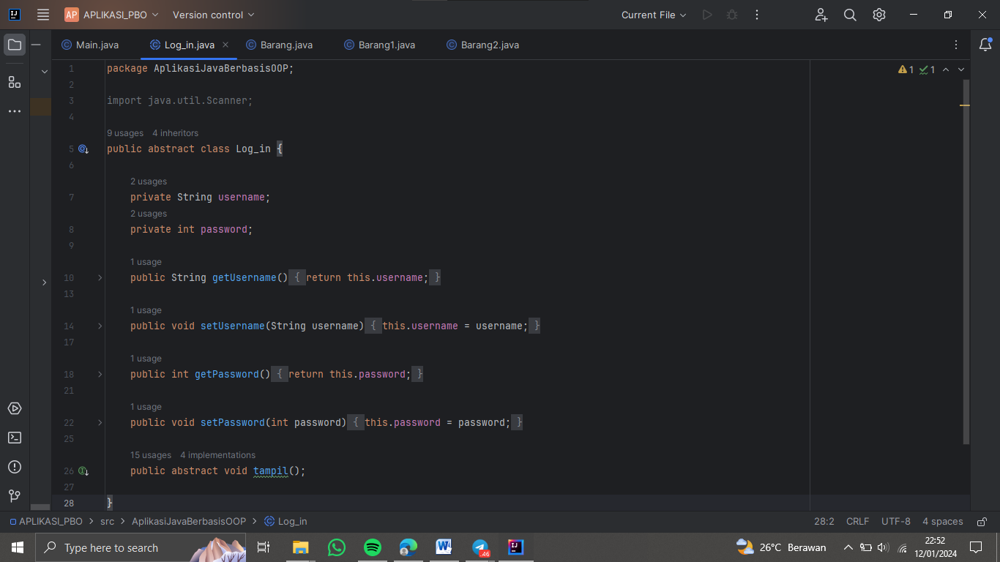 AP APLIKASI_PBO Version control Current File
Main.java Log_in.java Barang.java Barang1.java Barang2.java
1 package AplikasiJavaBerbasisOOP; 1 1
2
3 import java.util.Scanner;
4
9 usages 4 inheritors
5 public abstract class Log_in {
6
2 usages
7 private String username;
2 usages
8 private int password;
9
1 usage
10 public String getUsername() { return this.username; }
13
1 usage
14 public void setUsername(String username) { this.username = username; }
17
1 usage
18 public int getPassword() { return this.password; }
21
1 usage
22 public void setPassword(int password) { this.password = password; }
25
15 usages 4 implementations
26 public abstract void tampil();
27
28 }
APLIKASI_PBO > src > AplikasiJavaBerbasisOOP > Log_in 28:2 CRLF UTF-8 4 spaces
Type here to search 46 26°C Berawan 22:52
12/01/2024